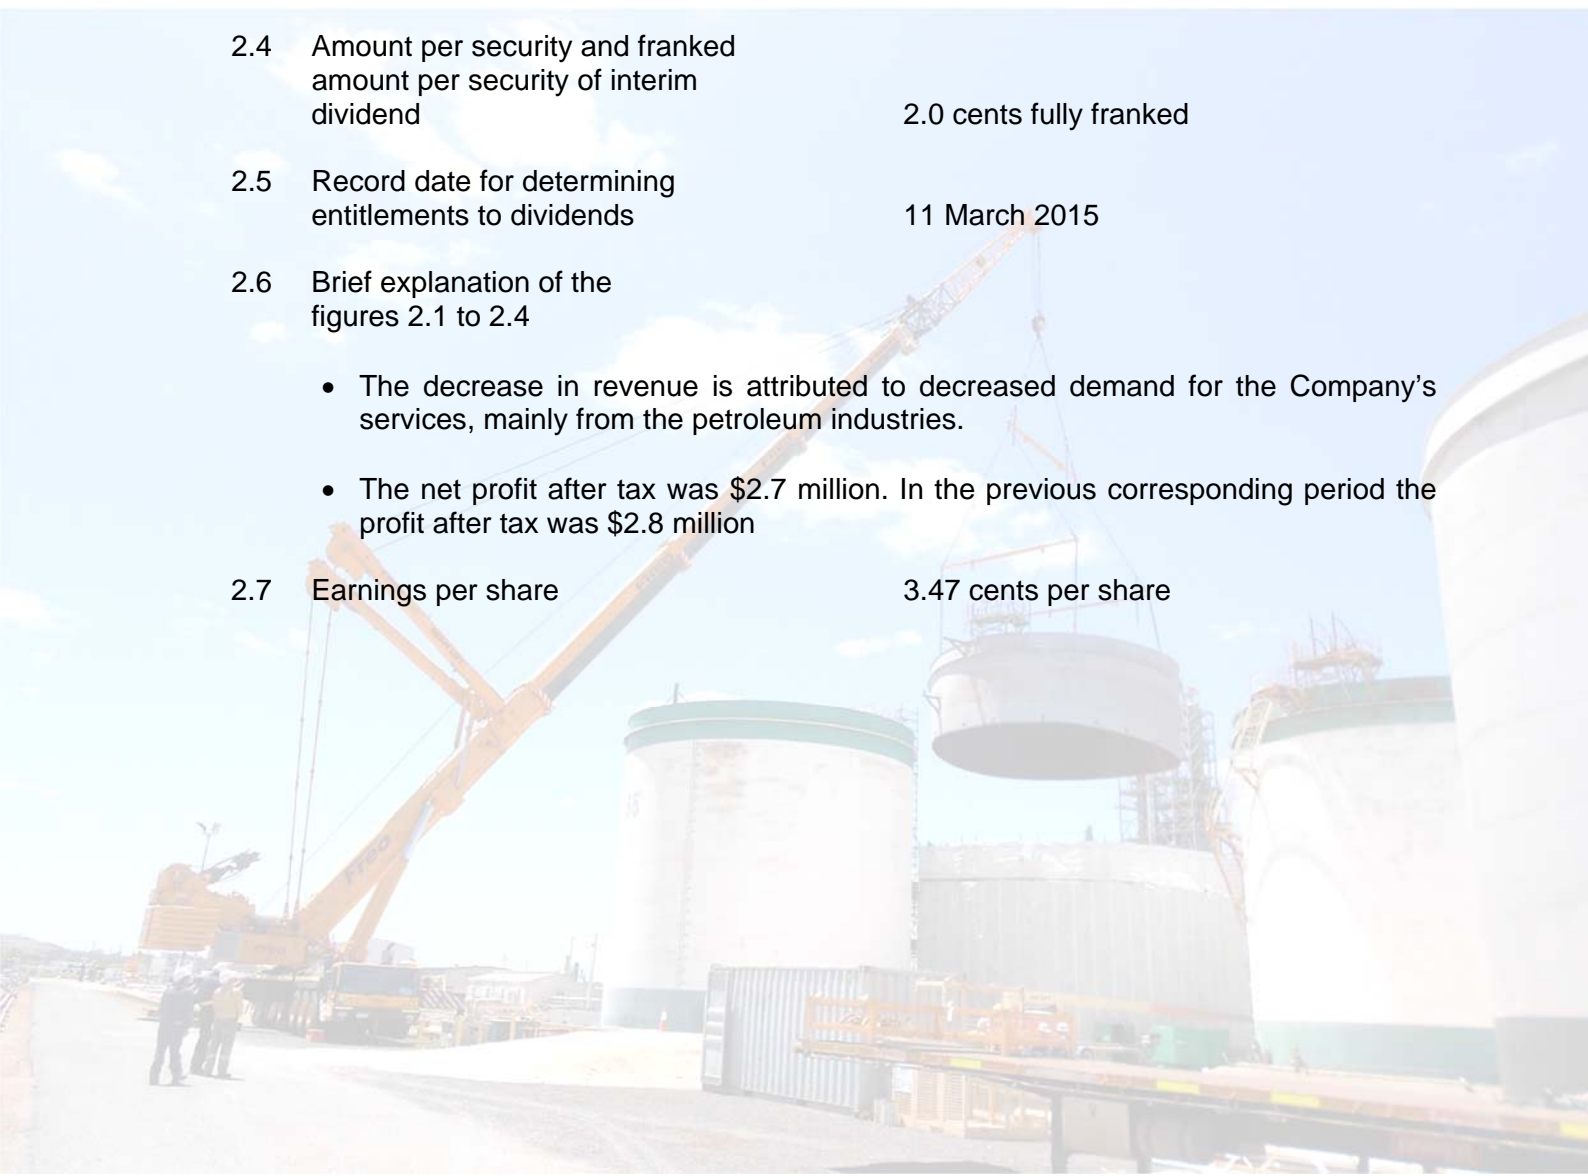 2.4 Amount per security and franked
amount per security of interim
dividend 2.0 cents fully franked
2.5 Record date for determining
entitlements to dividends 11 March 2015
2.6 Brief explanation of the
figures 2.1 to 2.4
• The decrease in revenue is attributed to decreased demand for the Company’s
services, mainly from the petroleum industries.
• The net profit after tax was $2.7 million. In the previous corresponding period the
profit after tax was $2.8 million
2.7 Earnings per share 3.47 cents per share
Freo